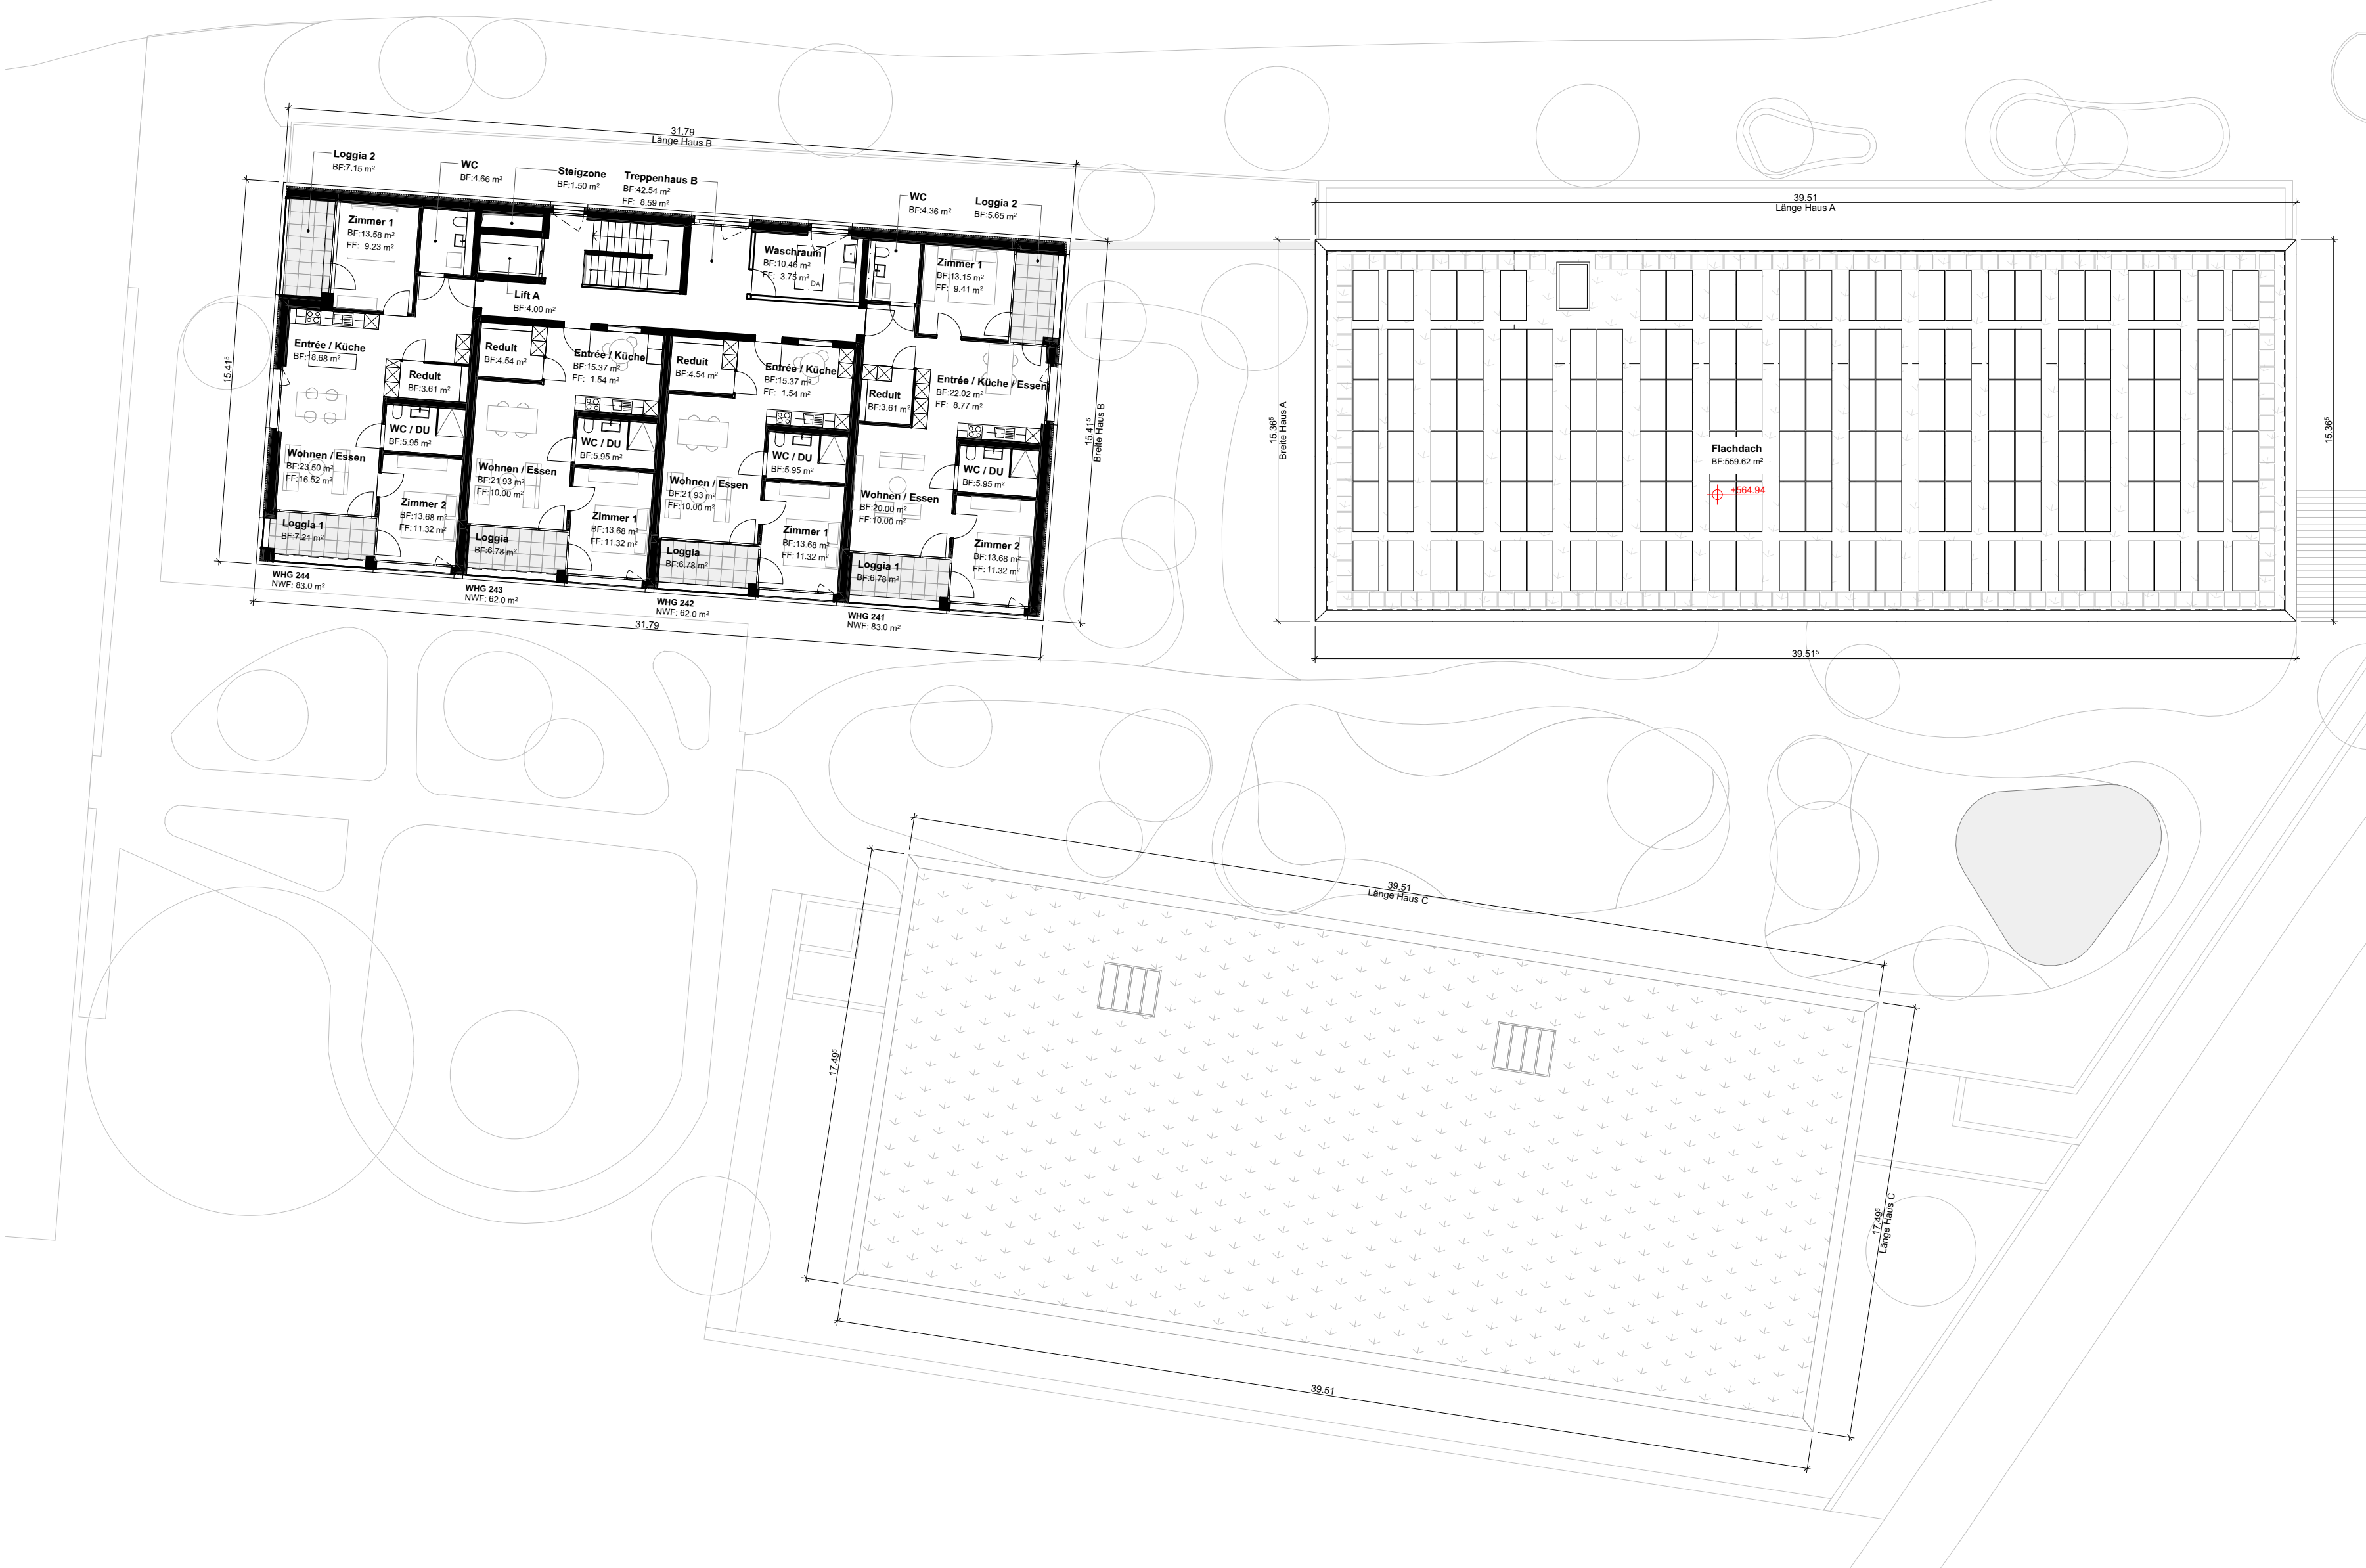 31.79
Länge Haus B
Loggia 2
BF:7.15 m²
WC
BF:4.66 m²
Steigzone
BF:1.50 m²
Treppenhaus B
BF:42.54 m²
FF: 8.59 m²
WC
BF:4.36 m²
Loggia 2
BF:5.65 m²
Zimmer 1
BF:13.58 m²
FF: 9.23 m²
Waschraum
BF:10.46 m²
FF: 3.75 m²
DA
Zimmer 1
BF:13.15 m²
FF: 9.41 m²
Lift A
BF:4.00 m²
Entrée / Küche
BF:18.68 m²
Reduit
BF:3.61 m²
Reduit
BF:4.54 m²
Entrée / Küche
BF:15.37 m²
FF: 1.54 m²
Reduit
BF:4.54 m²
Entrée / Küche
BF:15.37 m²
FF: 1.54 m²
Reduit
BF:3.61 m²
Entrée / Küche / Essen
BF:22.02 m²
FF: 8.77 m²
15.41⁵
15.41⁵
Breite Haus B
WC / DU
BF:5.95 m²
WC / DU
BF:5.95 m²
WC / DU
BF:5.95 m²
WC / DU
BF:5.95 m²
Wohnen / Essen
BF:23.50 m²
FF:16.52 m²
Wohnen / Essen
BF:21.93 m²
FF:10.00 m²
Wohnen / Essen
BF:21.93 m²
FF:10.00 m²
Wohnen / Essen
BF:20.00 m²
FF:10.00 m²
Zimmer 2
BF:13.68 m²
FF:11.32 m²
Zimmer 1
BF:13.68 m²
FF:11.32 m²
Zimmer 1
BF:13.68 m²
FF:11.32 m²
Zimmer 2
BF:13.68 m²
FF:11.32 m²
Loggia 1
BF:7.21 m²
Loggia
BF:6.78 m²
Loggia
BF:6.78 m²
Loggia 1
BF:6.78 m²
WHG 244
NWF: 83.0 m²
WHG 243
NWF: 62.0 m²
WHG 242
NWF: 62.0 m²
WHG 241
NWF: 83.0 m²
31.79
39.51
Länge Haus A
15.36⁵
Breite Haus A
Flachdach
BF:559.62 m²
+564.94
15.36⁵
39.51⁵
39.51
Länge Haus C
17.49⁵
17.49⁵
Länge Haus C
39.51